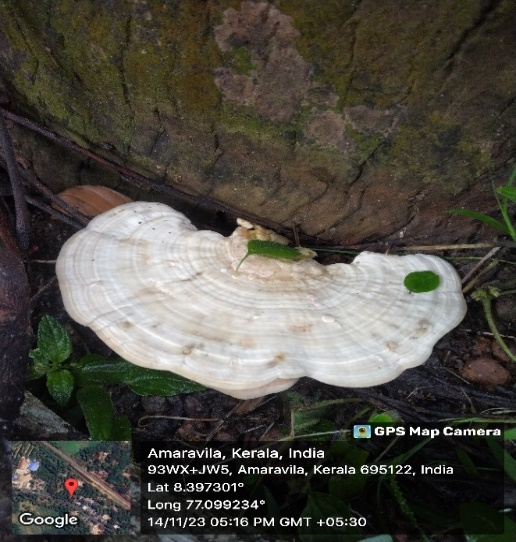 GPS Map Camera
Amaravila, Kerala, India
93WX+JW5, Amaravila, Kerala 695122, India
Lat 8.397301°
Long 77.099234°
14/11/23 05:16 PM GMT +05:30
Google